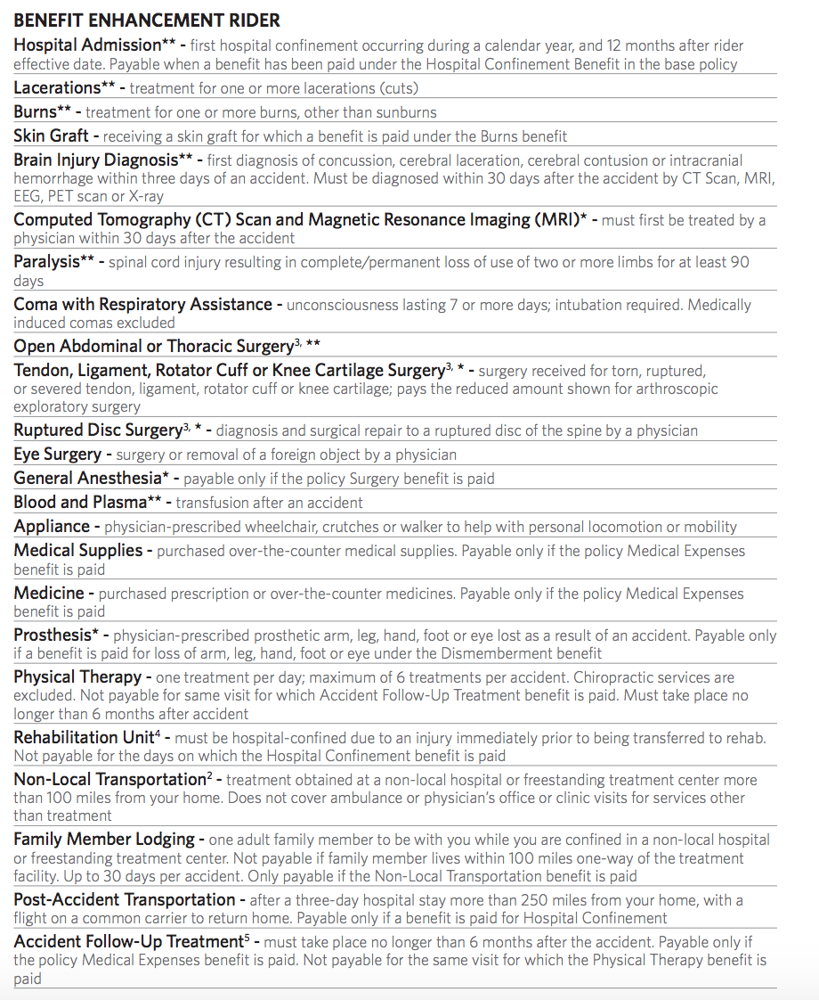 BENEFIT ENHANCEMENT RIDER
Hospital Admission** - first hospital confinement occurring during a calendar year, and 12 months after rider
effective date. Payable when a benefit has been paid under the Hospital Confinement Benefit in the base policy
Lacerations** - treatment for one or more lacerations (cuts)
Burns** - treatment for one or more burns, other than sunburns
Skin Graft - receiving a skin graft for which a benefit is paid under the Burns benefit
Brain Injury Diagnosis** - first diagnosis of concussion, cerebral laceration, cerebral contusion or intracranial
hemorrhage within three days of an accident. Must be diagnosed within 30 days after the accident by CT Scan, MRI,
EEG, PET scan or X-ray
Computed Tomography (CT) Scan and Magnetic Resonance Imaging (MRI)* - must first be treated by a
physician within 30 days after the accident
Paralysis** - spinal cord injury resulting in complete/permanent loss of use of two or more limbs for at least 90
days
Coma with Respiratory Assistance - unconsciousness lasting 7 or more days; intubation required. Medically
induced comas excluded
Open Abdominal or Thoracic Surgery³, **
Tendon, Ligament, Rotator Cuff or Knee Cartilage Surgery³, * - surgery received for torn, ruptured,
or severed tendon, ligament, rotator cuff or knee cartilage; pays the reduced amount shown for arthroscopic
exploratory surgery
Ruptured Disc Surgery³, * - diagnosis and surgical repair to a ruptured disc of the spine by a physician
Eye Surgery - surgery or removal of a foreign object by a physician
General Anesthesia* - payable only if the policy Surgery benefit is paid
Blood and Plasma** - transfusion after an accident
Appliance - physician-prescribed wheelchair, crutches or walker to help with personal locomotion or mobility
Medical Supplies - purchased over-the-counter medical supplies. Payable only if the policy Medical Expenses
benefit is paid
Medicine - purchased prescription or over-the-counter medicines. Payable only if the policy Medical Expenses
benefit is paid
Prosthesis* - physician-prescribed prosthetic arm, leg, hand, foot or eye lost as a result of an accident. Payable only
if a benefit is paid for loss of arm, leg, hand, foot or eye under the Dismemberment benefit
Physical Therapy - one treatment per day; maximum of 6 treatments per accident. Chiropractic services are
excluded. Not payable for same visit for which Accident Follow-Up Treatment benefit is paid. Must take place no
longer than 6 months after accident
Rehabilitation Unit⁴ - must be hospital-confined due to an injury immediately prior to being transferred to rehab.
Not payable for the days on which the Hospital Confinement benefit is paid
Non-Local Transportation² - treatment obtained at a non-local hospital or freestanding treatment center more
than 100 miles from your home. Does not cover ambulance or physician's office or clinic visits for services other
than treatment
Family Member Lodging - one adult family member to be with you while you are confined in a non-local hospital
or freestanding treatment center. Not payable if family member lives within 100 miles one-way of the treatment
facility. Up to 30 days per accident. Only payable if the Non-Local Transportation benefit is paid
Post-Accident Transportation - after a three-day hospital stay more than 250 miles from your home, with a
flight on a common carrier to return home. Payable only if a benefit is paid for Hospital Confinement
Accident Follow-Up Treatment⁵ - must take place no longer than 6 months after the accident. Payable only if
the policy Medical Expenses benefit is paid. Not payable for the same visit for which the Physical Therapy benefit is
paid